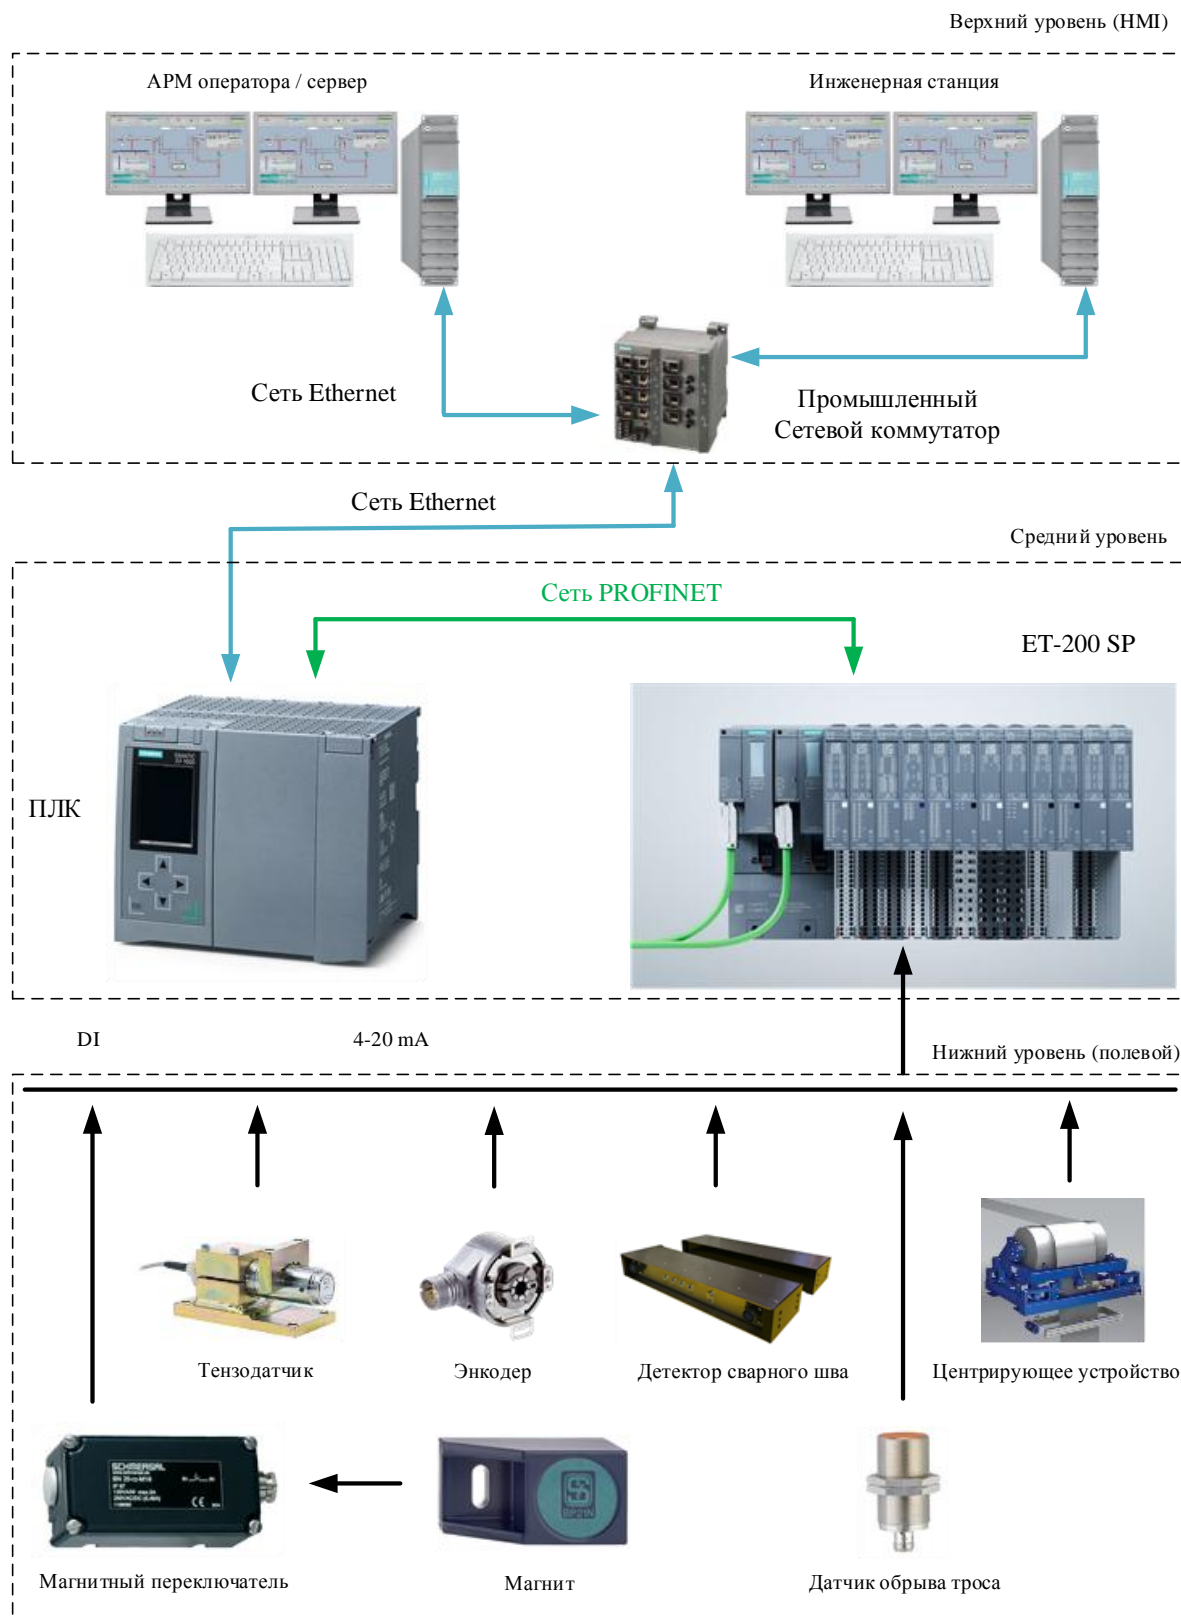 Верхний уровень (HMI)
АРМ оператора / сервер
Инженерная станция
Сеть Ethernet
Промышленный
Сетевой коммутатор
Сеть Ethernet
Средний уровень
Сеть PROFINET
ET-200 SP
ПЛК
DI
4-20 mA
Нижний уровень (полевой)
Тензодатчик
Энкодер
Детектор сварного шва
Центрирующее устройство
SCHMERSAL
CE
Магнитный переключатель
Магнит
Датчик обрыва троса